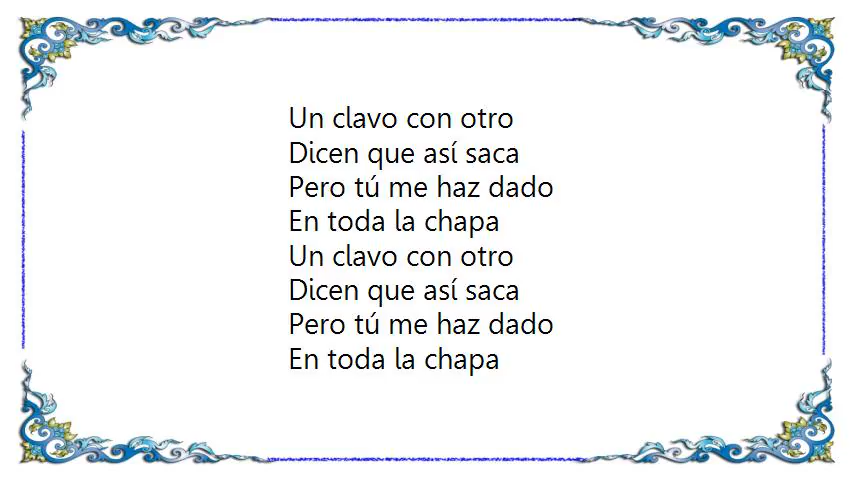 Un clavo con otro
Dicen que así saca
Pero tú me haz dado
En toda la chapa
Un clavo con otro
Dicen que así saca
Pero tú me haz dado
En toda la chapa